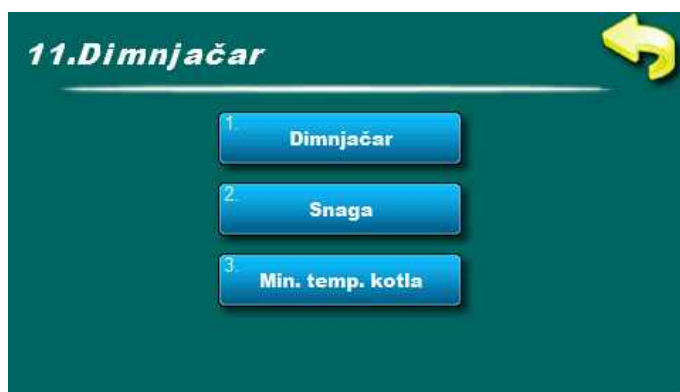 11.Dimnjačar
1.
Dimnjačar
2.
Snaga
3.
Min. temp. kotla